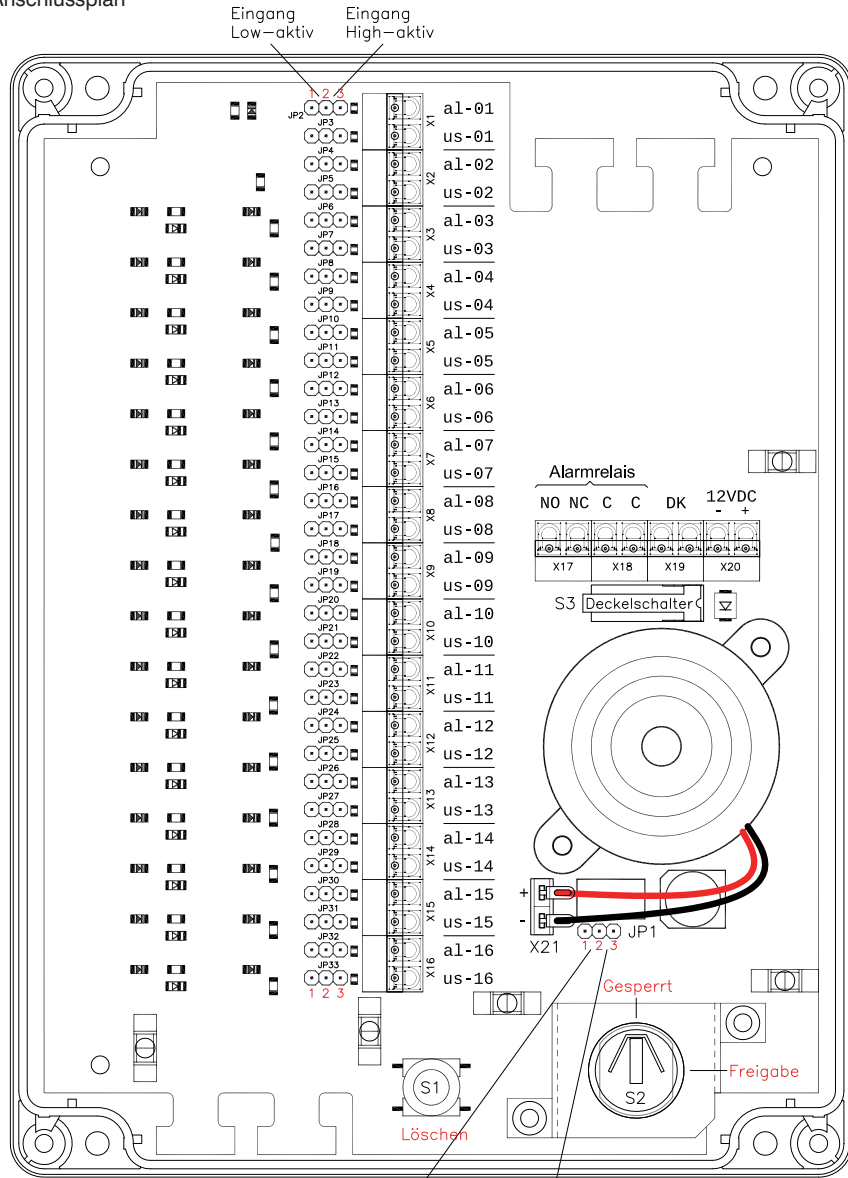 Anschlussplan
Eingang Eingang
Low-aktiv High-aktiv
1 2 3
JP2 X1 al-01
JP3 us-01
JP4 X2 al-02
JP5 us-02
JP6 X3 al-03
JP7 us-03
JP8 X4 al-04
JP9 us-04
JP10 X5 al-05
JP11 us-05
JP12 X6 al-06
JP13 us-06
JP14 X7 al-07
JP15 us-07
JP16 X8 al-08
JP17 us-08
JP18 X9 al-09
JP19 us-09
JP20 X10 al-10
JP21 us-10
JP22 X11 al-11
JP23 us-11
JP24 X12 al-12
JP25 us-12
JP26 X13 al-13
JP27 us-13
JP28 X14 al-14
JP29 us-14
JP30 X15 al-15
JP31 us-15
JP32 X16 al-16
JP33 us-16
1 2 3
Alarmrelais
NO NC C C DK 12VDC
- +
X17 X18 X19 X20
S3 Deckelschalter
+
-
X21 JP1
1 2 3
Gesperrt
S2
Freigabe
S1
Löschen